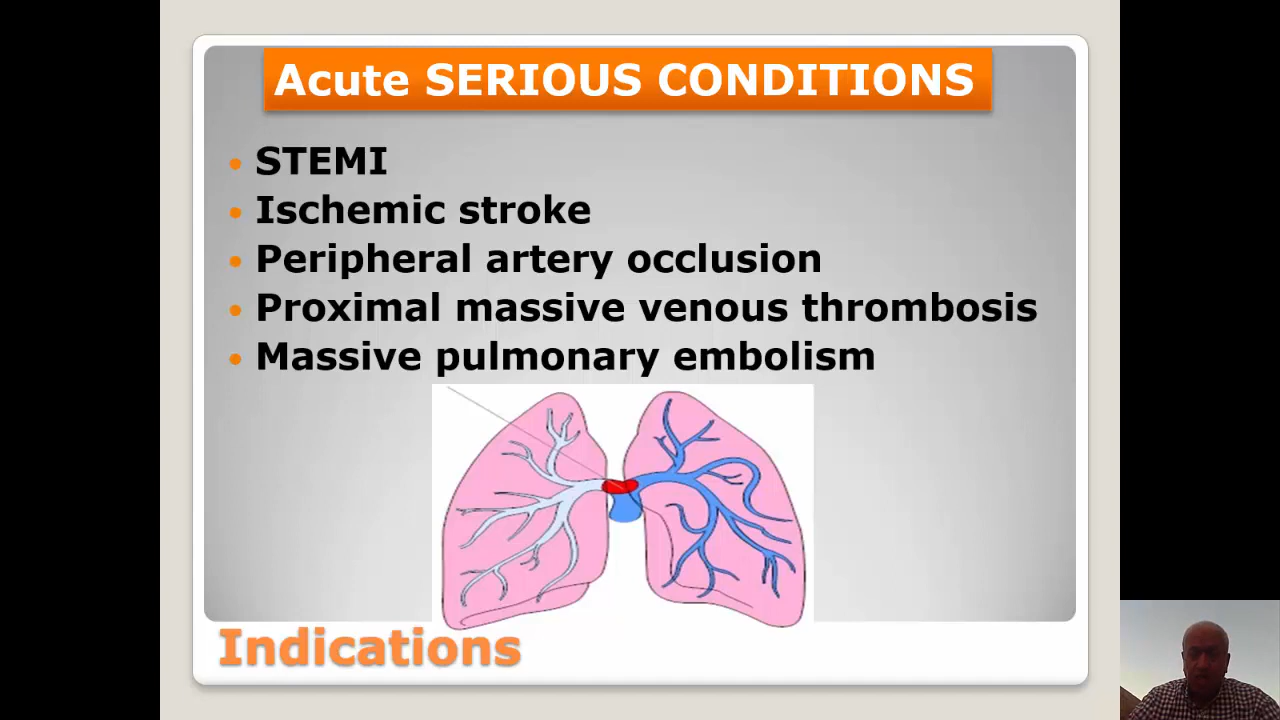 Acute SERIOUS CONDITIONS
• STEMI
• Ischemic stroke
• Peripheral artery occlusion
• Proximal massive venous thrombosis
• Massive pulmonary embolism
Indications